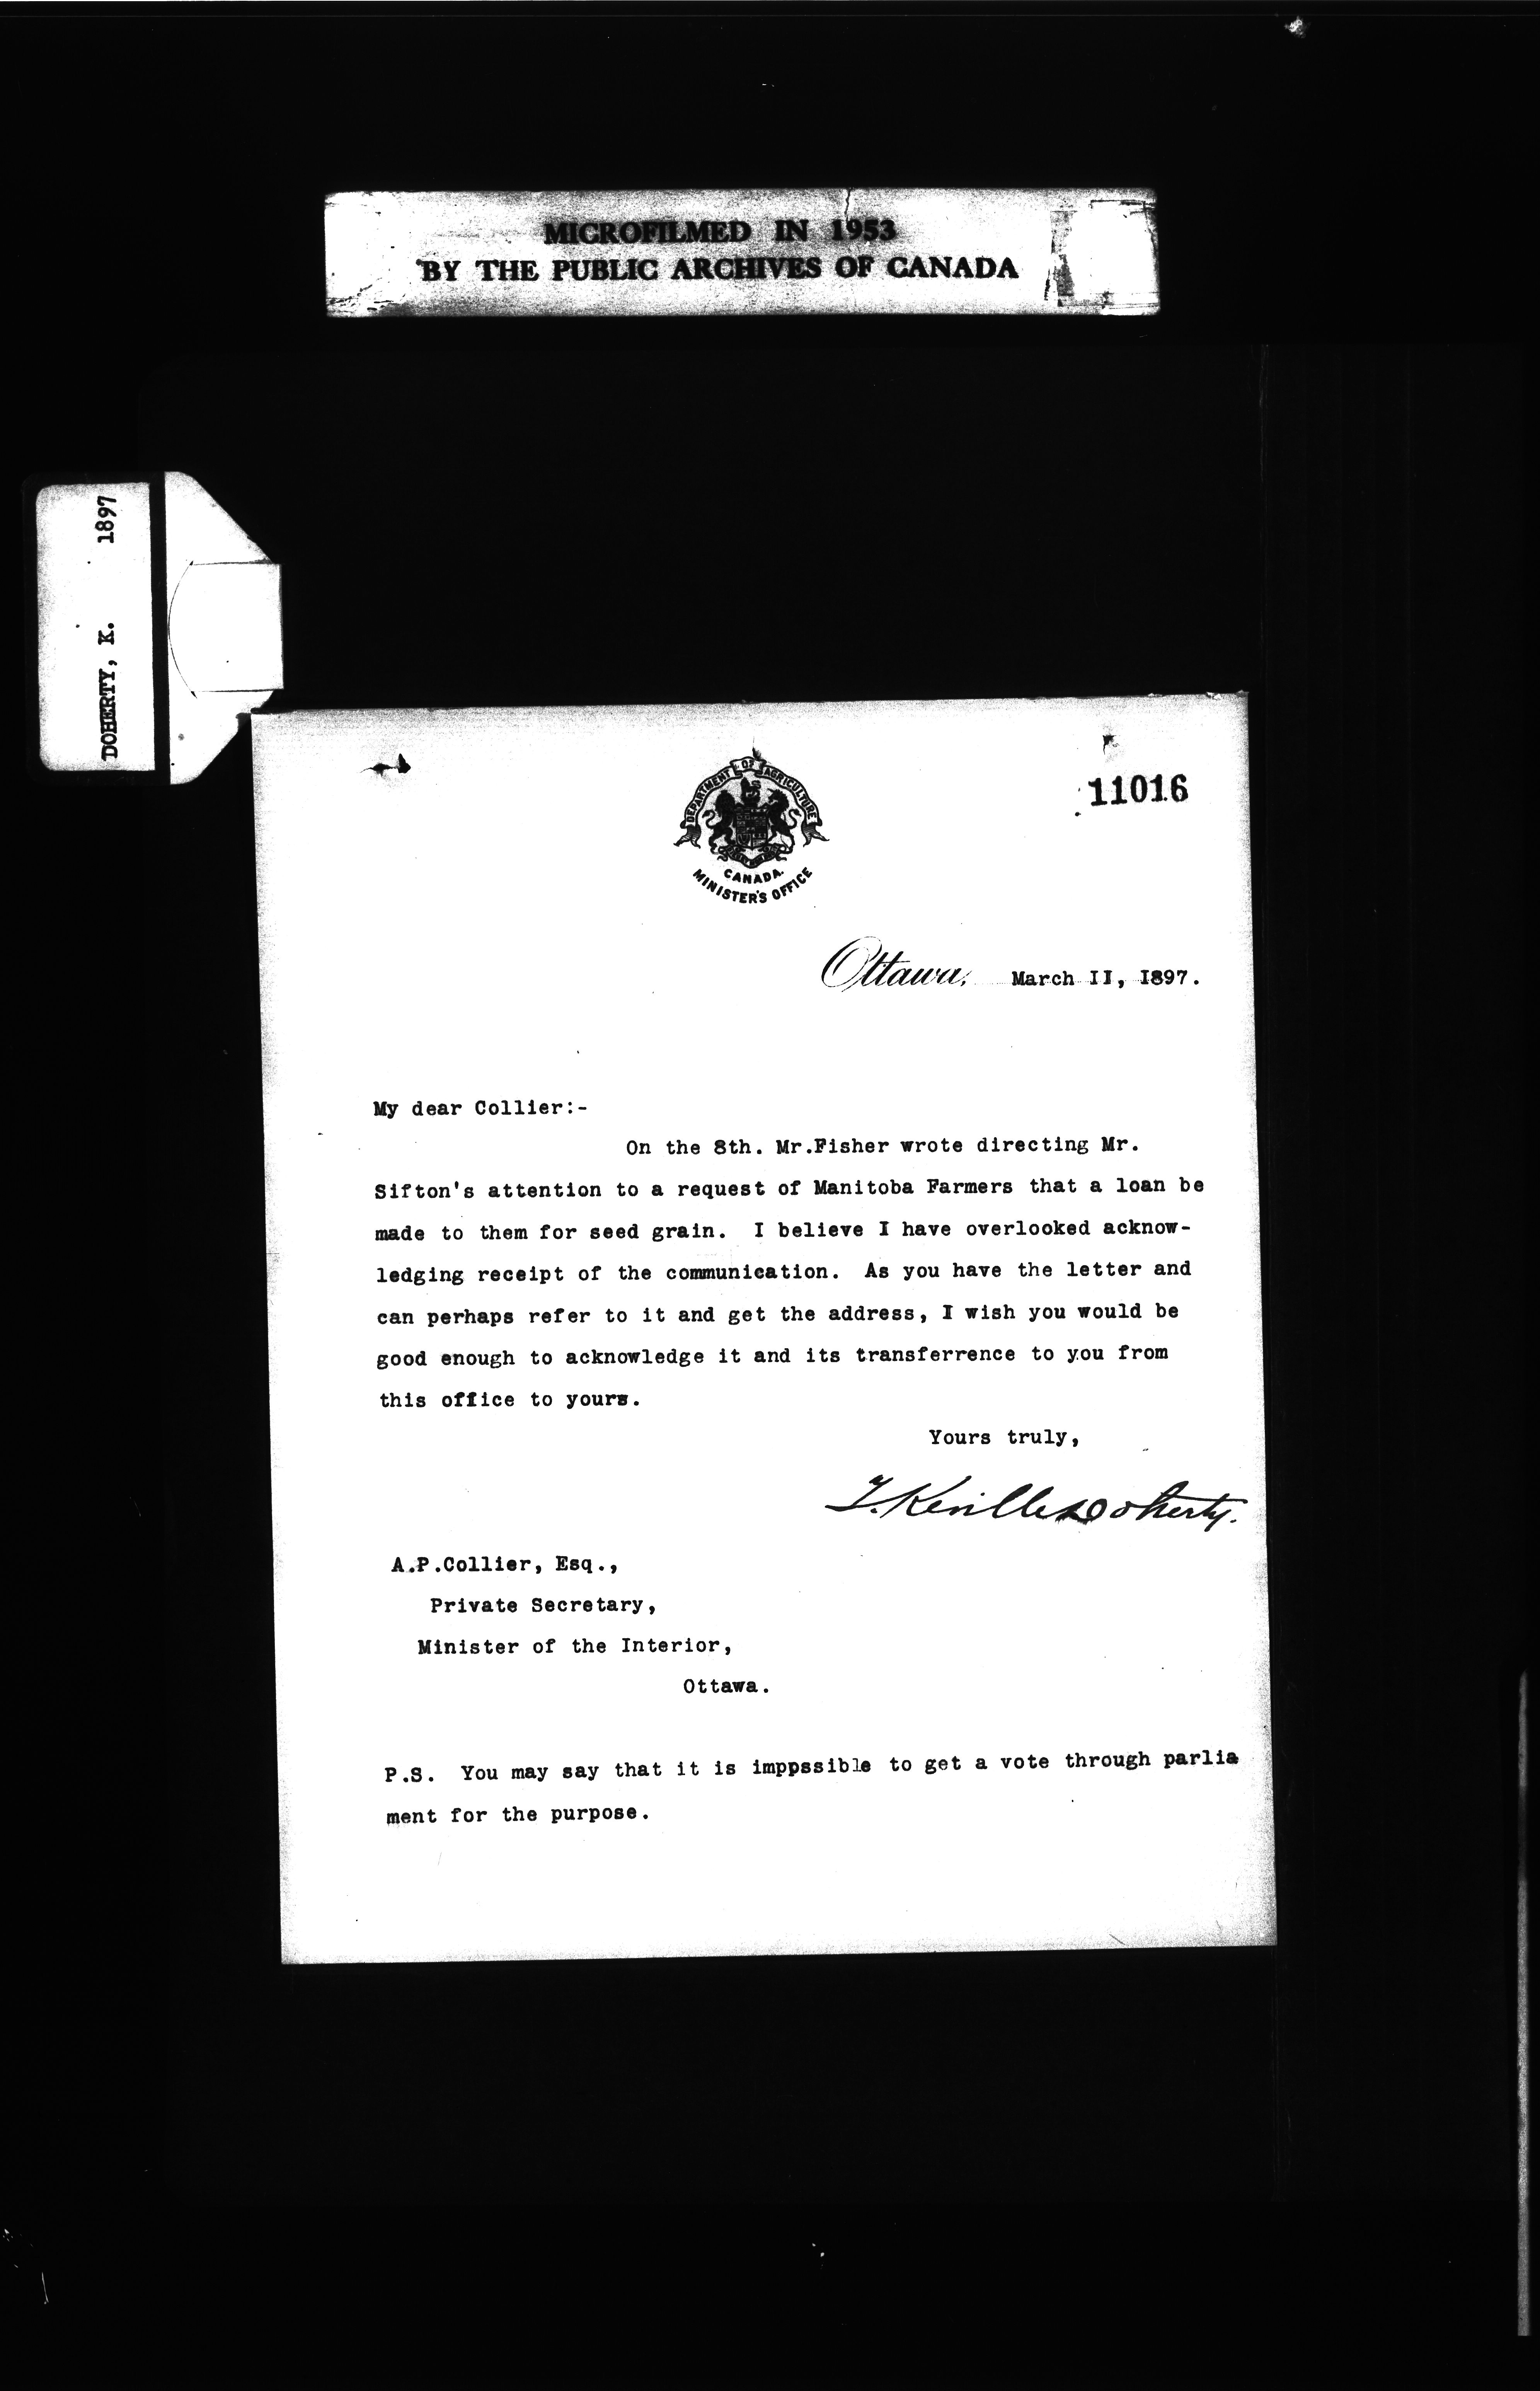 MICROFILMED IN 1953
BY THE PUBLIC ARCHIVES OF CANADA
DOHERTY, K. 1897
DEPARTMENT OF AGRICULTURE
CANADA.
MINISTER'S OFFICE
11016
Ottawa, March II, I897.
My dear Collier:-
On the 8th. Mr.Fisher wrote directing Mr.
Sifton's attention to a request of Manitoba Farmers that a loan be
made to them for seed grain. I believe I have overlooked acknow-
ledging receipt of the communication. As you have the letter and
can perhaps refer to it and get the address, I wish you would be
good enough to acknowledge it and its transferrence to you from
this office to yours.
Yours truly,
Doherty.
A.P.Collier, Esq.,
Private Secretary,
Minister of the Interior,
Ottawa.
P.S. You may say that it is imppssible to get a vote through parlia
ment for the purpose.